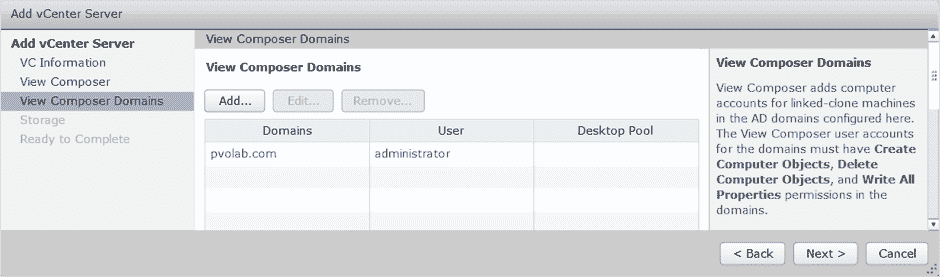 Add vCenter Server
Add vCenter Server
VC Information
View Composer
View Composer Domains
Storage
Ready to Complete
View Composer Domains
View Composer Domains
Add...
Edit...
Remove...
Domains
User
Desktop Pool
pvolab.com
administrator
View Composer Domains
View Composer adds computer
accounts for linked-clone machines
in the AD domains configured here.
The View Composer user accounts
for the domains must have Create
Computer Objects, Delete
Computer Objects, and Write All
Properties permissions in the
domains.
< Back
Next >
Cancel